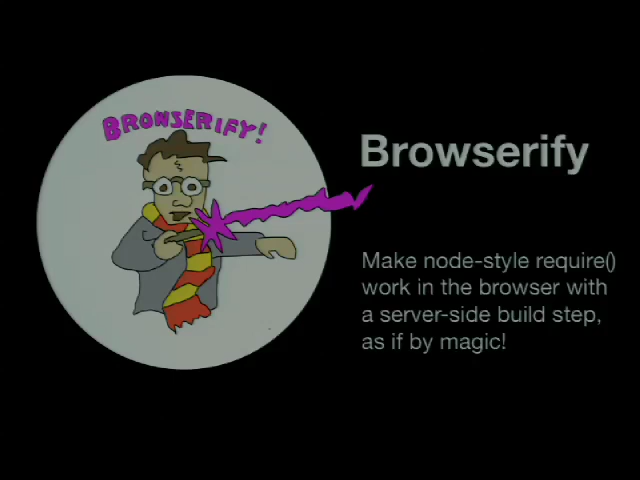 BROWSERIFY!
Browserify
Make node-style require()
work in the browser with
a server-side build step,
as if by magic!